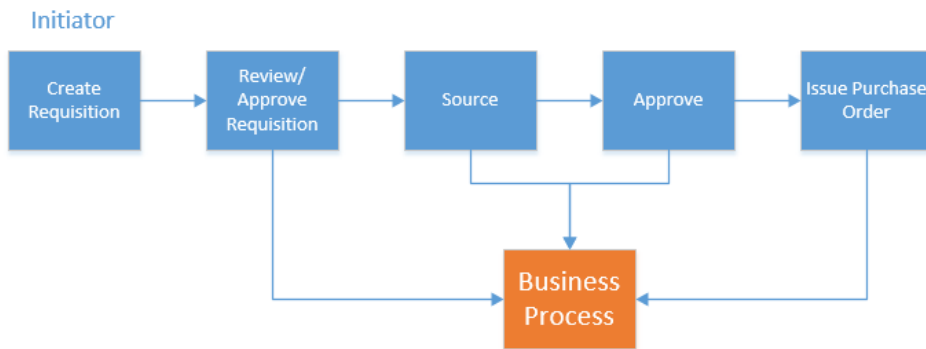 Initiator
Create
Requisition
Review/
Approve
Requisition
Source
Approve
Issue Purchase
Order
Business
Process